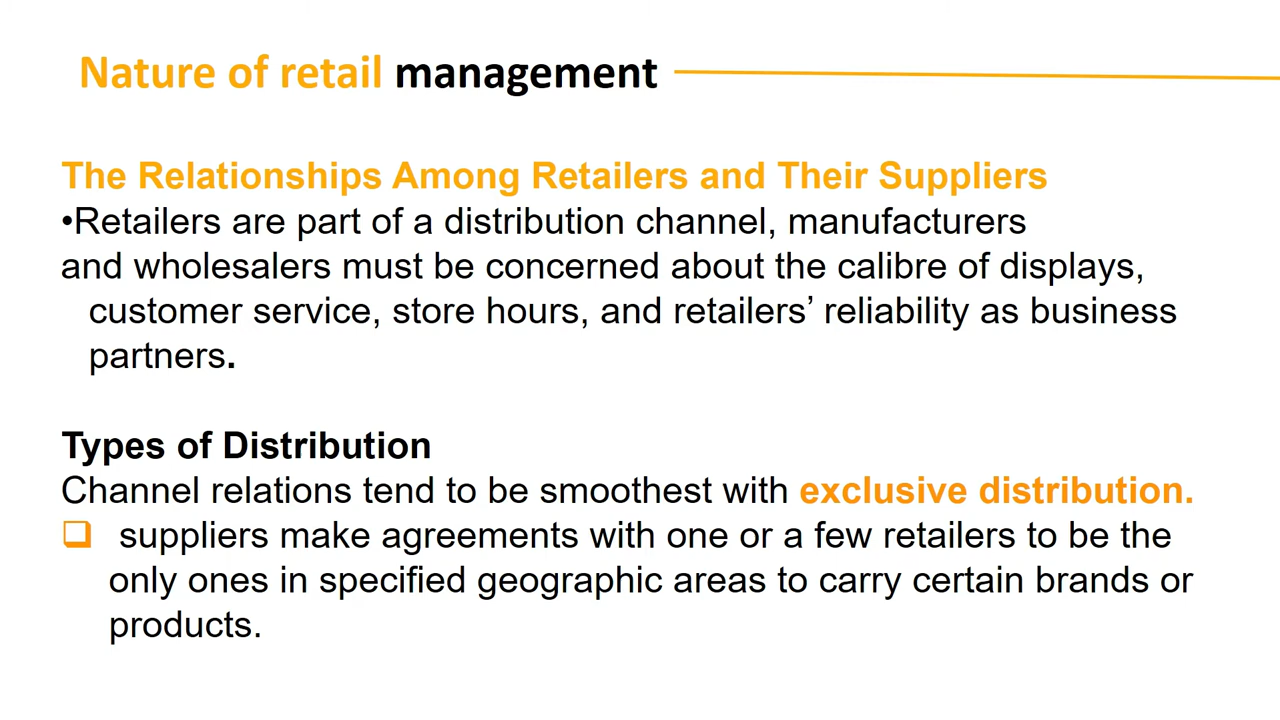 Nature of retail management
The Relationships Among Retailers and Their Suppliers
•Retailers are part of a distribution channel, manufacturers
and wholesalers must be concerned about the calibre of displays,
customer service, store hours, and retailers’ reliability as business
partners.
Types of Distribution
Channel relations tend to be smoothest with exclusive distribution.
❑ suppliers make agreements with one or a few retailers to be the
only ones in specified geographic areas to carry certain brands or
products.